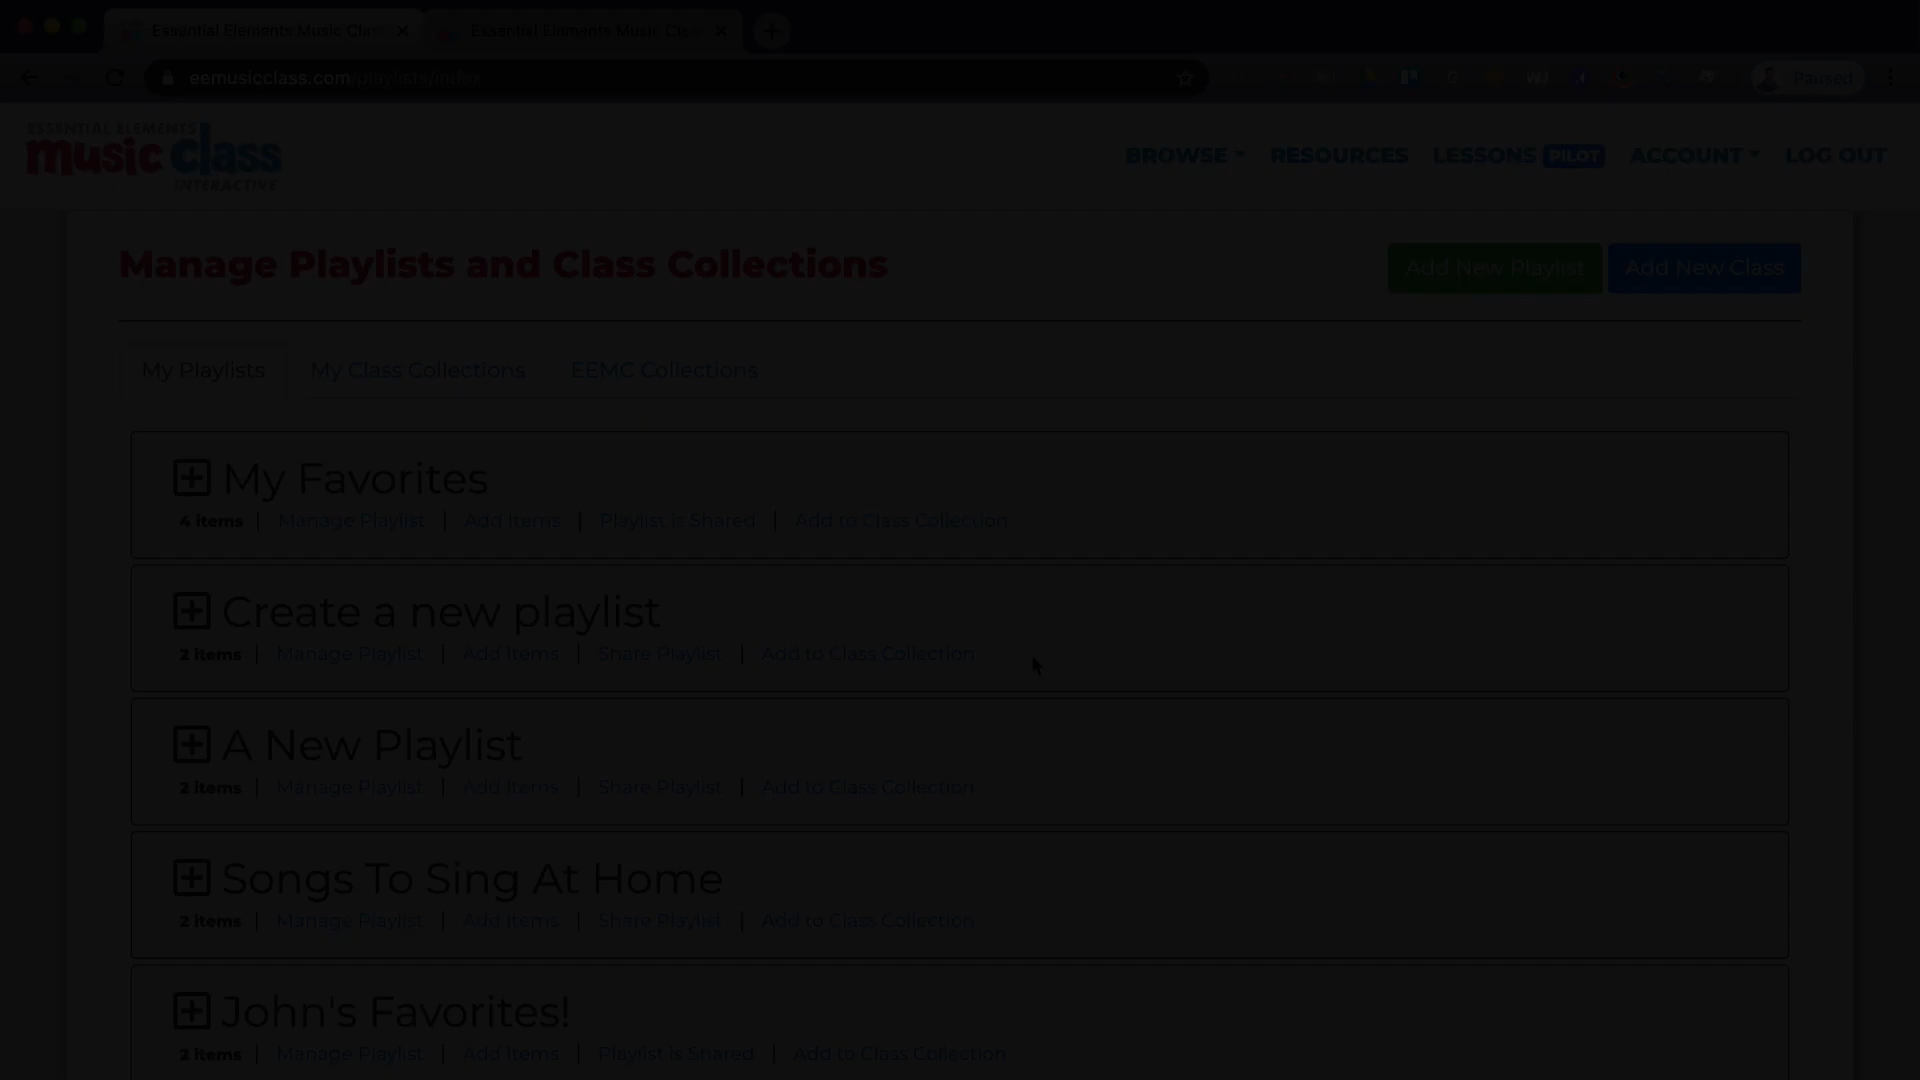 Essential Elements Music Clas
Essential Elements Music Clas
eemusicclass.com/playlists/index
Paused
ESSENTIAL ELEMENTS
music class
INTERACTIVE
BROWSE RESOURCES LESSONS PILOT ACCOUNT LOG OUT
Manage Playlists and Class Collections
Add New Playlist Add New Class
My Playlists My Class Collections EEMC Collections
My Favorites
4 items | Manage Playlist | Add Items | Playlist is Shared | Add to Class Collection
Create a new playlist
2 items | Manage Playlist | Add Items | Share Playlist | Add to Class Collection
A New Playlist
2 items | Manage Playlist | Add Items | Share Playlist | Add to Class Collection
Songs To Sing At Home
2 items | Manage Playlist | Add Items | Share Playlist | Add to Class Collection
John's Favorites!
2 items | Manage Playlist | Add Items | Playlist is Shared | Add to Class Collection